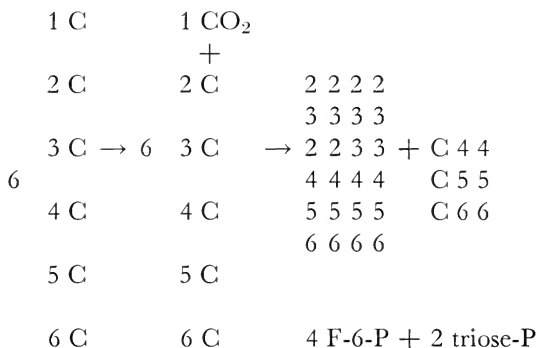 1 C 1 CO₂
+
2 C 2 C 2 2 2 2
3 3 3 3
3 C → 6 3 C → 2 2 3 3 + C 4 4
6 4 4 4 4 C 5 5
4 C 4 C 5 5 5 5 C 6 6
6 6 6 6
5 C 5 C
6 C 6 C 4 F-6-P + 2 triose-P